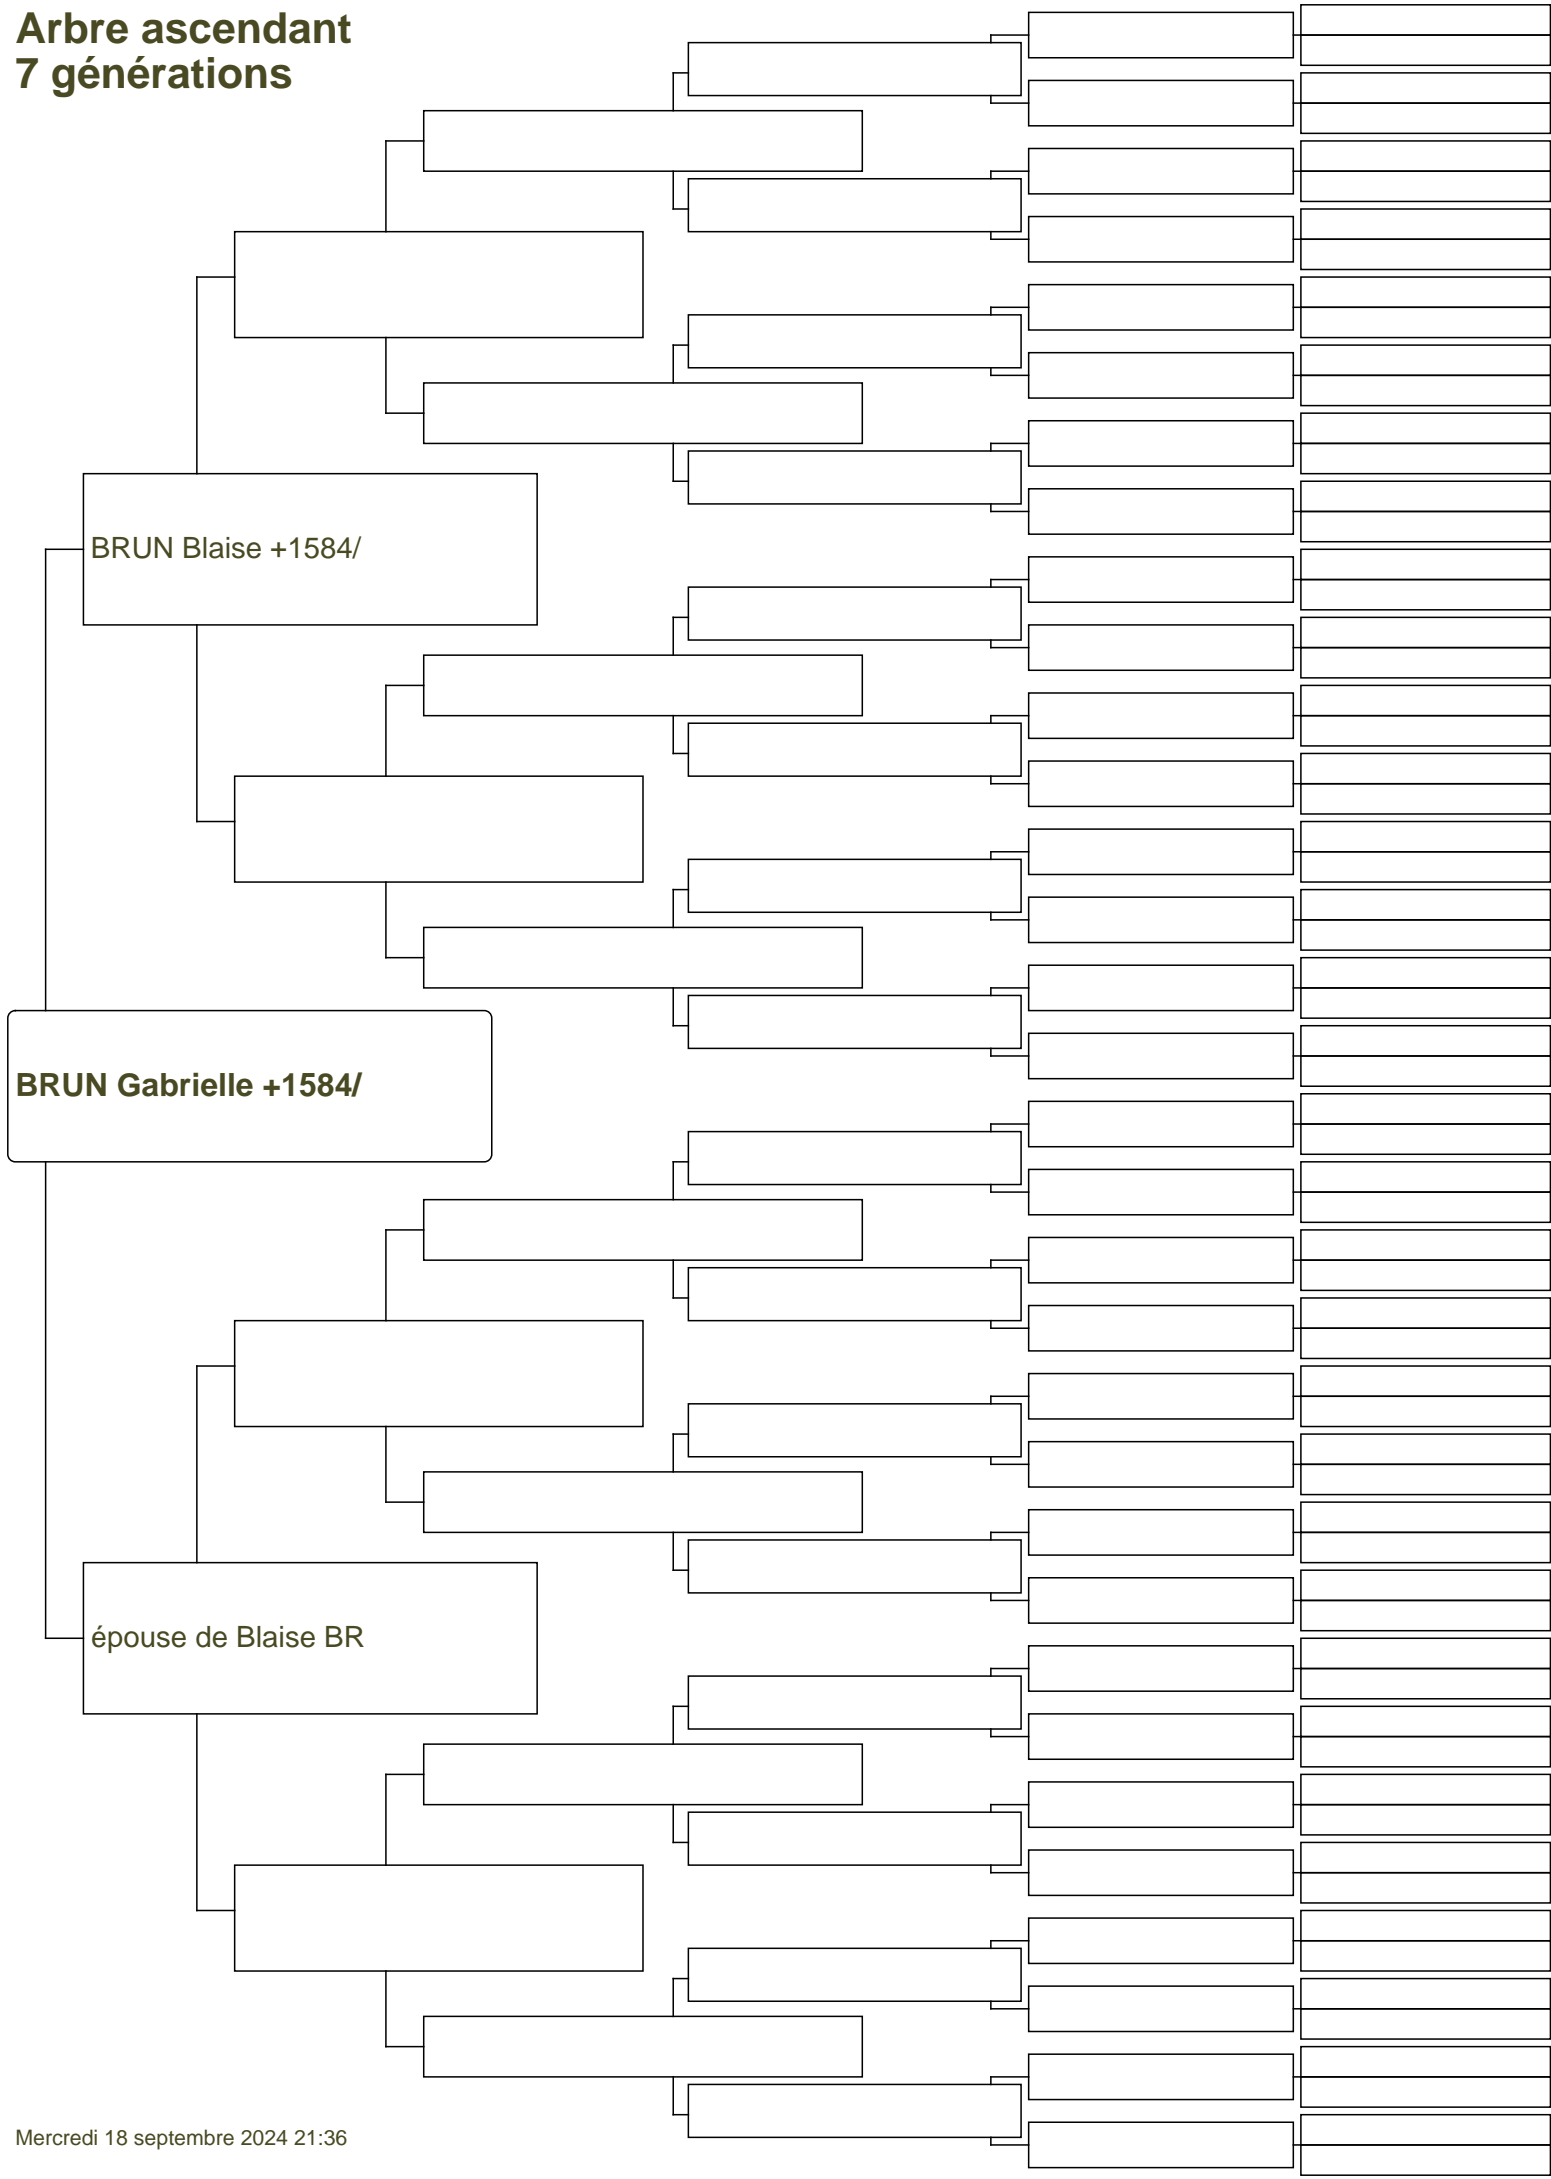 Arbre ascendant
7 générations
BRUN Blaise +1584/
BRUN Gabrielle +1584/
épouse de Blaise BR
Mercredi 18 septembre 2024 21:36